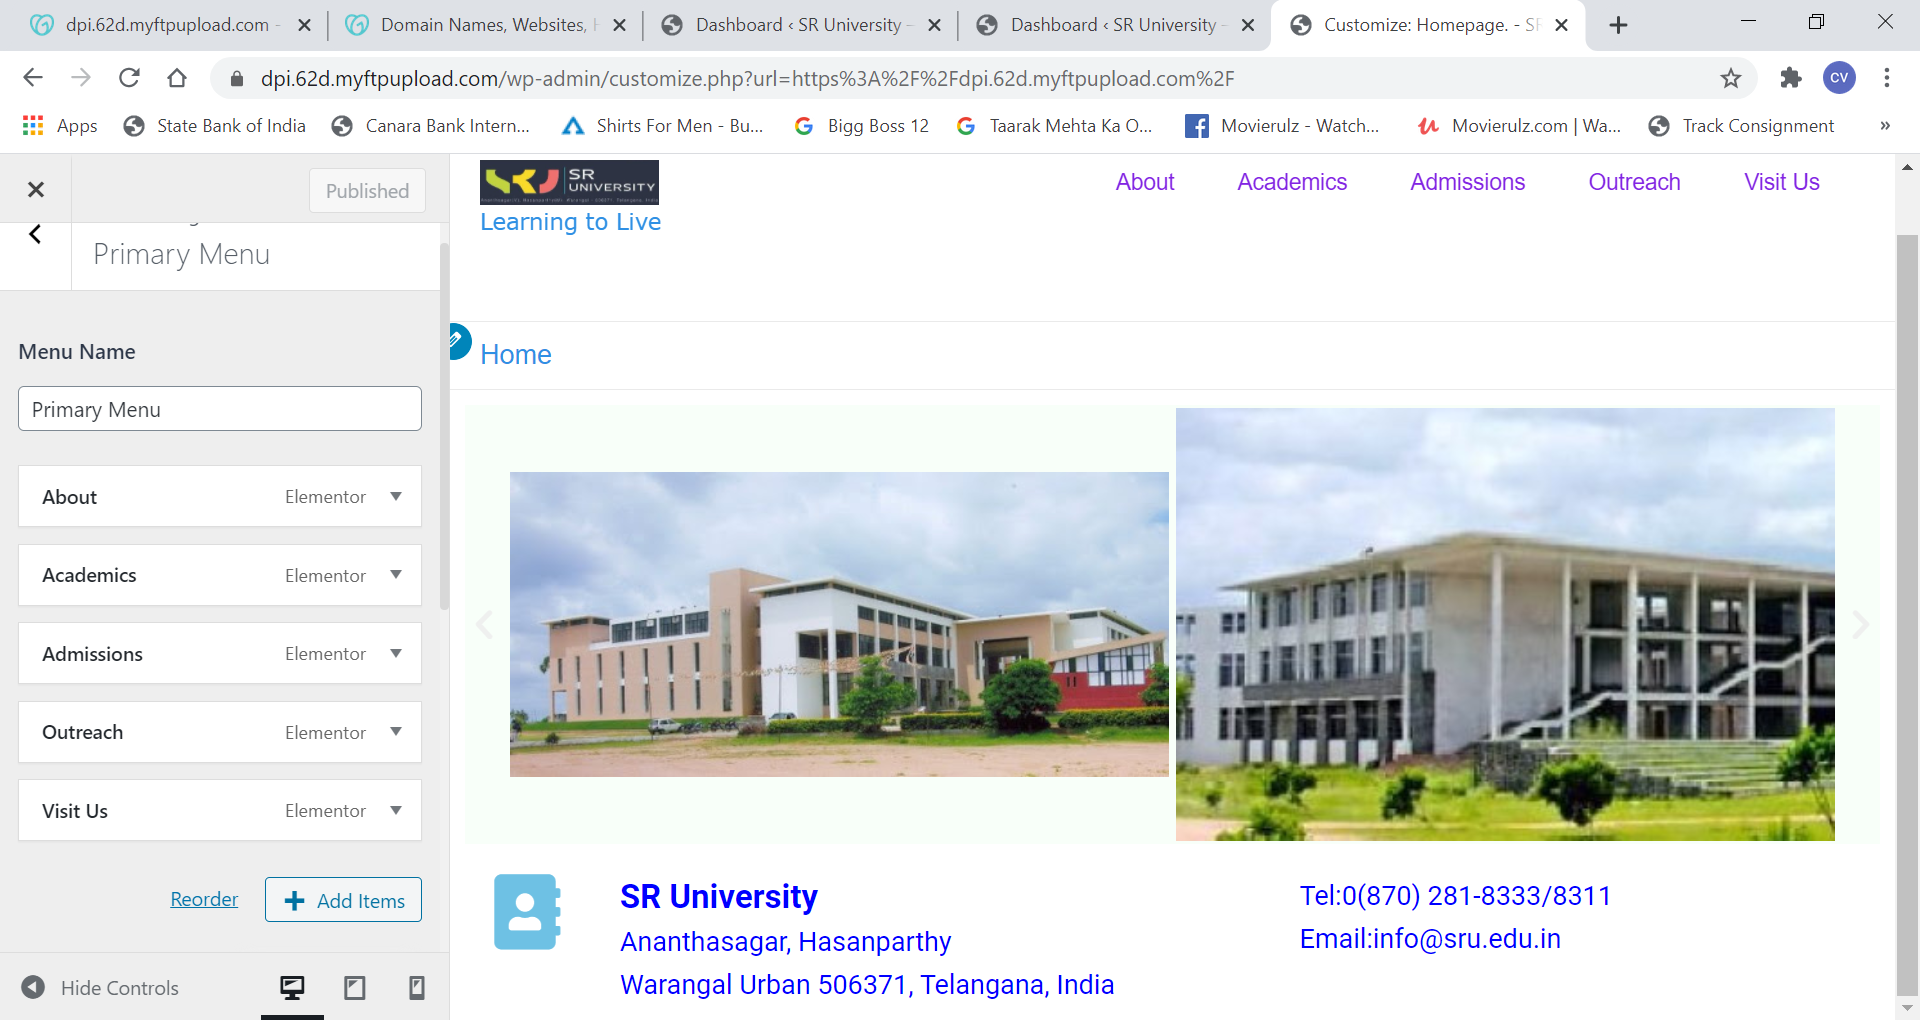 dpi.62d.myftpupload.com -
Domain Names, Websites, H
Dashboard ‹ SR University –
Dashboard ‹ SR University –
Customize: Homepage. - SR
dpi.62d.myftpupload.com/wp-admin/customize.php?url=https%3A%2F%2Fdpi.62d.myftpupload.com%2F
CV
Apps
State Bank of India
Canara Bank Intern...
Shirts For Men - Bu...
Bigg Boss 12
Taarak Mehta Ka O...
Movierulz - Watch...
Movierulz.com | Wa...
Track Consignment
»
Published
Primary Menu
Menu Name
Primary Menu
About Elementor
Academics Elementor
Admissions Elementor
Outreach Elementor
Visit Us Elementor
Reorder
Add Items
Hide Controls
SR
UNIVERSITY
Learning to Live
About Academics Admissions Outreach Visit Us
Home
SR University
Ananthasagar, Hasanparthy
Warangal Urban 506371, Telangana, India
Tel:0(870) 281-8333/8311
Email:info@sru.edu.in